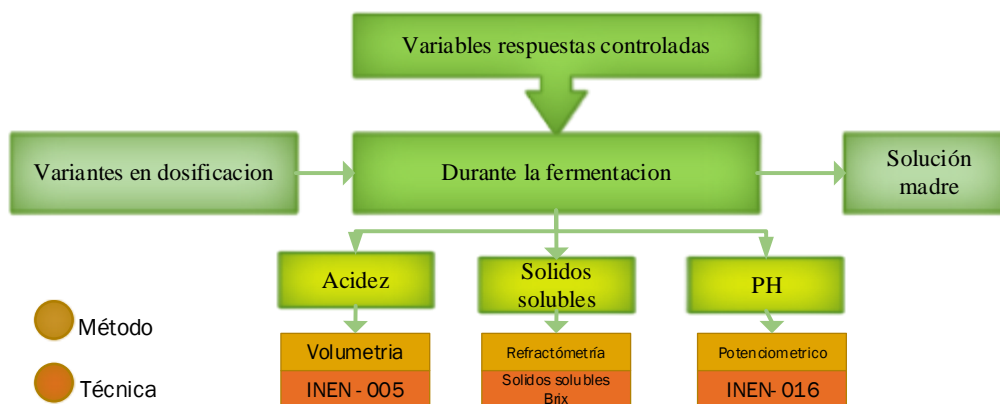 Variables respuestas controladas
Variantes en dosificacion
Durante la fermentacion
Solución
madre
Acidez
Solidos
solubles
PH
Método
Técnica
Volumetria
INEN - 005
Refractómetría
Solidos solubles
Brix
Potenciometrico
INEN- 016